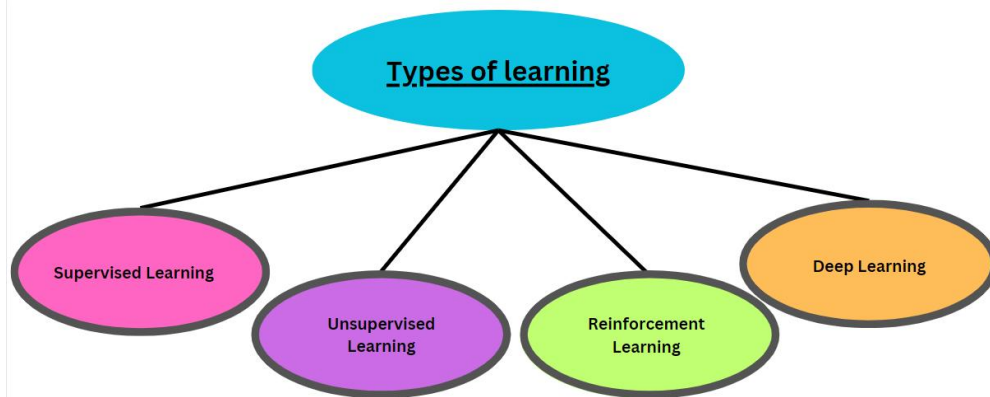 Types of learning
Supervised Learning
Unsupervised
Learning
Reinforcement
Learning
Deep Learning